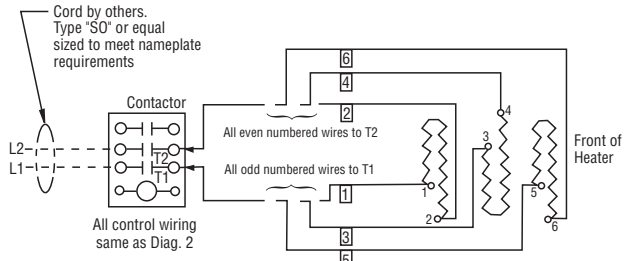 Cord by others.
Type "SO" or equal
sized to meet nameplate
requirements
Contactor
L2
L1
T2
T1
All control wiring
same as Diag. 2
6
4
2
All even numbered wires to T2
All odd numbered wires to T1
1
3
5
1
2
3
4
5
6
Front of
Heater